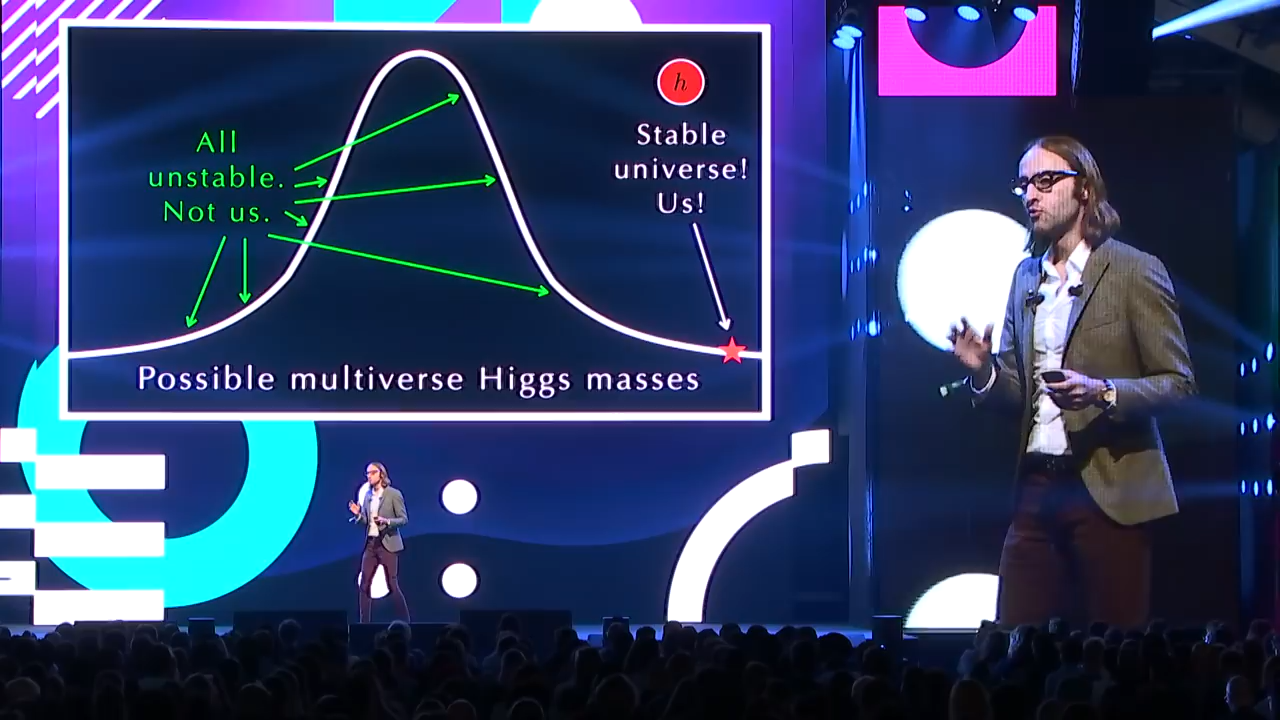 All
unstable.
Not us.
h
Stable
universe!
Us!
Possible multiverse Higgs masses